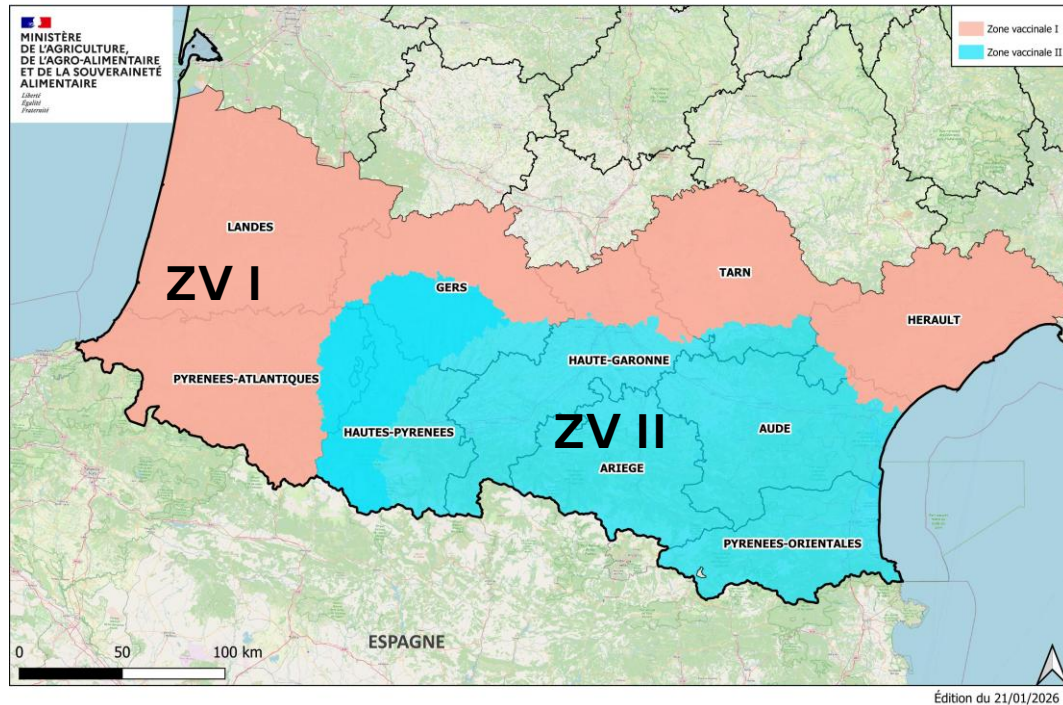 MINISTÈRE
DE L'AGRICULTURE,
DE L'AGRO-ALIMENTAIRE
ET DE LA SOUVERAINETÉ
ALIMENTAIRE
Liberté
Égalité
Fraternité
Zone vaccinale I
Zone vaccinale II
LANDES
ZV I
GERS
TARN
HERAULT
PYRENEES-ATLANTIQUES
HAUTE-GARONNE
HAUTES-PYRENEES
ZV II
AUDE
ARIEGE
PYRENEES-ORIENTALES
ESPAGNE
0 50 100 km
Édition du 21/01/2026